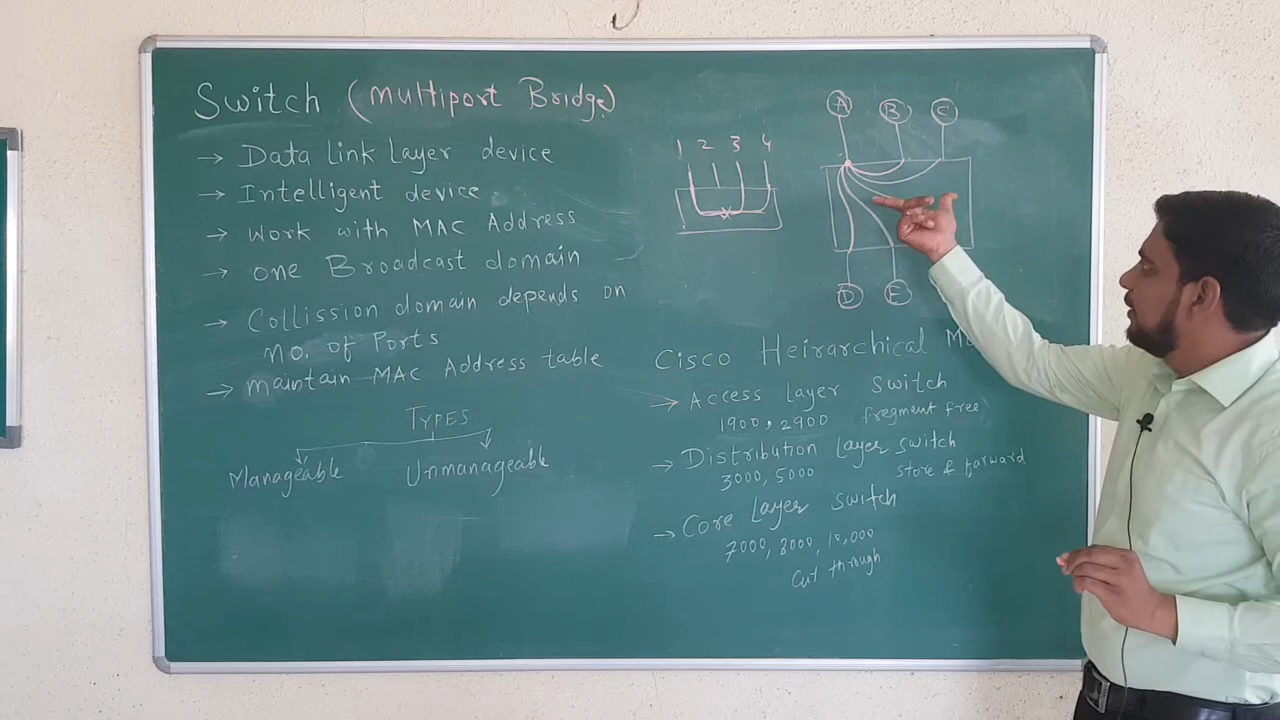 Switch (multiport Bridge)
→ Data Link Layer device
→ Intelligent device
→ Work with MAC Address
→ one Broadcast domain
→ Collission domain depends on
no. of Ports
→ maintain MAC Address table
TYPES
Manageable Unmanageable
1 2 3 4
A B C
D E
Cisco Heirarchical
→ Access Layer switch
1900, 2900 fregment free
→ Distribution Layer switch
3000, 5000 store & forward
→ Core Layer switch
7000, 8000, 10,000
Cut through